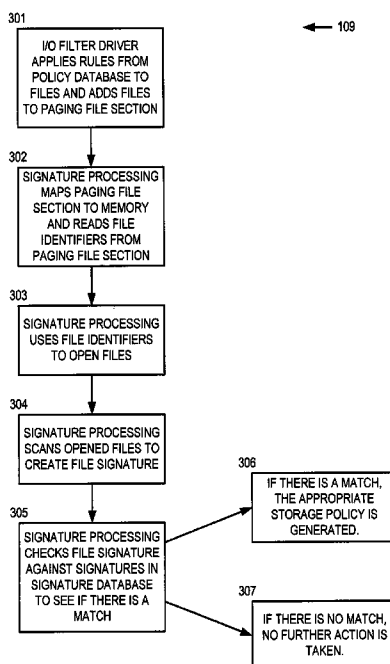 301
109
I/O FILTER DRIVER
APPLIES RULES FROM
POLICY DATABASE TO
FILES AND ADDS FILES
TO PAGING FILE SECTION
302
SIGNATURE PROCESSING
MAPS PAGING FILE
SECTION TO MEMORY
AND READS FILE
IDENTIFIERS FROM
PAGING FILE SECTION
303
SIGNATURE PROCESSING
USES FILE IDENTIFIERS
TO OPEN FILES
304
SIGNATURE PROCESSING
SCANS OPENED FILES TO
CREATE FILE SIGNATURE
305
SIGNATURE PROCESSING
CHECKS FILE SIGNATURE
AGAINST SIGNATURES IN
SIGNATURE DATABASE
TO SEE IF THERE IS A
MATCH
306
IF THERE IS A MATCH,
THE APPROPRIATE
STORAGE POLICY IS
GENERATED.
307
IF THERE IS NO MATCH,
NO FURTHER ACTION IS
TAKEN.